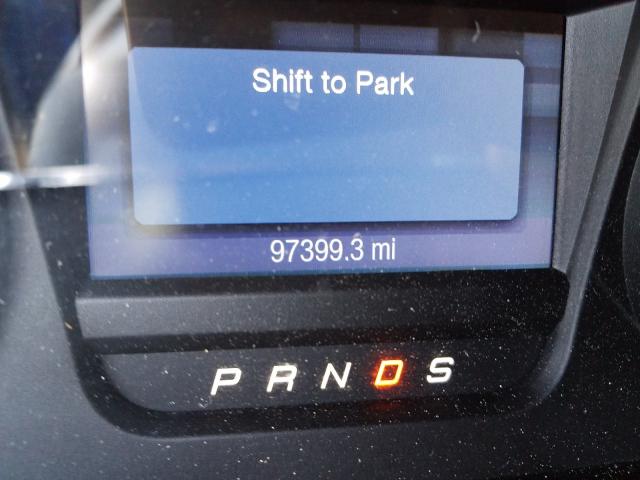 Shift to Park
97399.3 mi
P R N D S